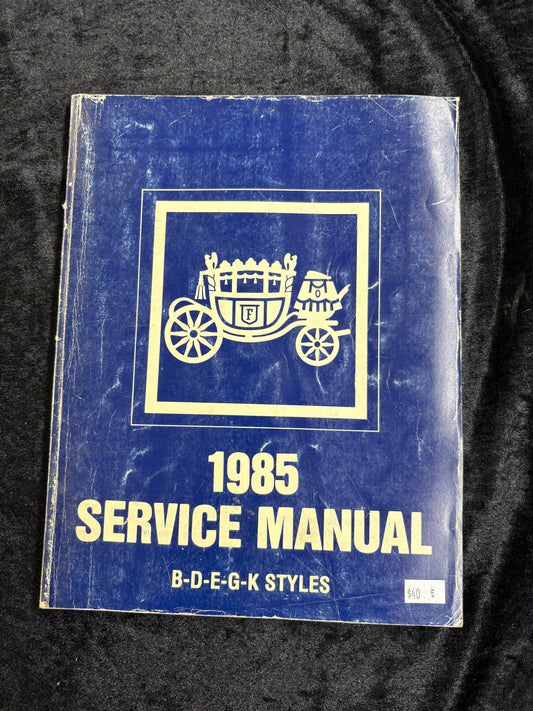 F
1985
SERVICE MANUAL
B-D-E-G-K STYLES
$40